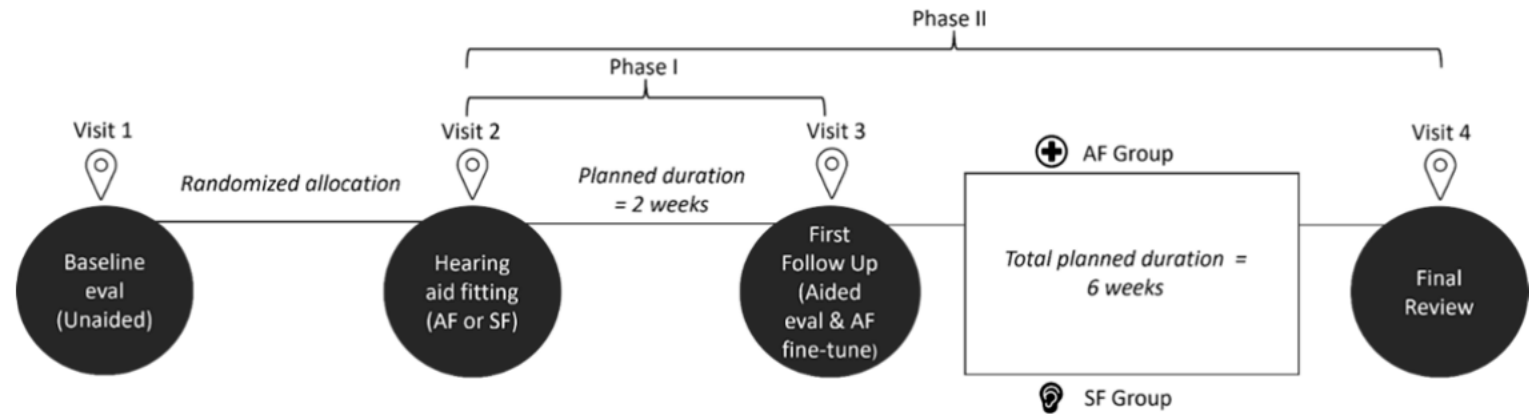 Phase II
Phase I
Visit 1
Visit 2
Visit 3
Visit 4
AF Group
Randomized allocation
Planned duration
= 2 weeks
Baseline
eval
(Unaided)
Hearing
aid fitting
(AF or SF)
First
Follow Up
(Aided
eval & AF
fine-tune)
Total planned duration =
6 weeks
Final
Review
SF Group